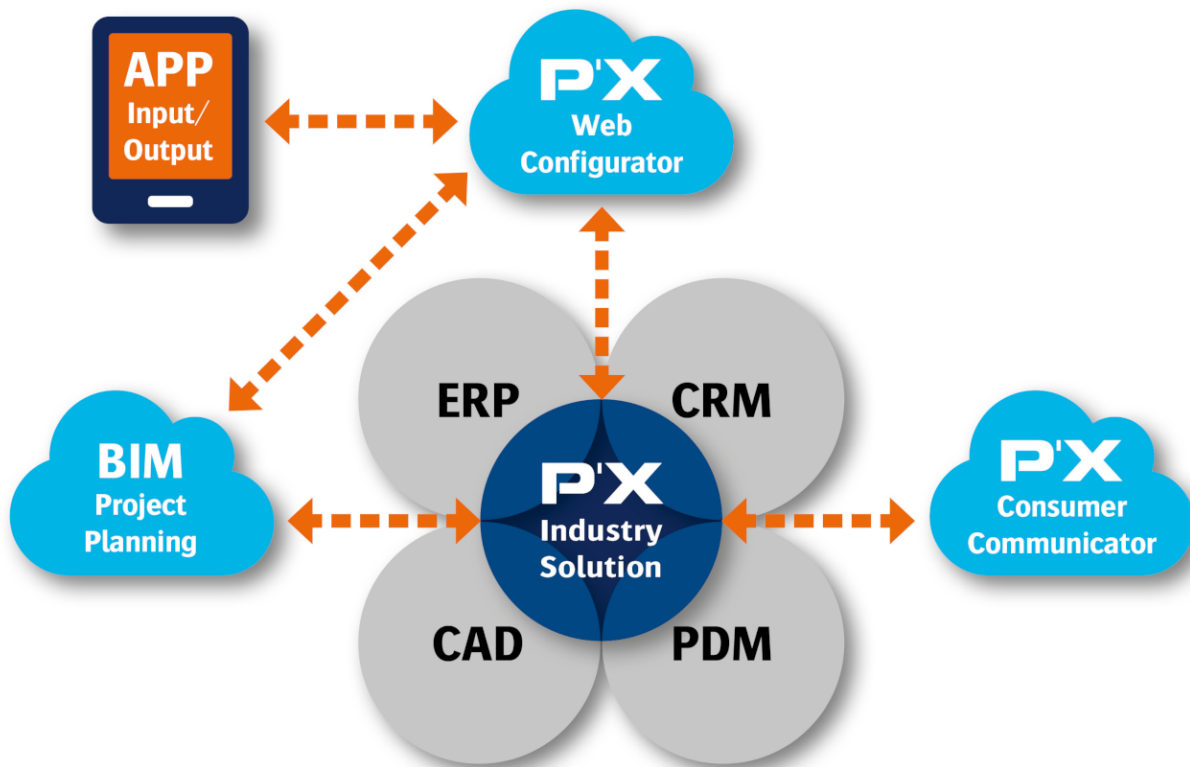 APP
Input/
Output
P'X
Web
Configurator
ERP
CRM
BIM
Project
Planning
P'X
Industry
Solution
P'X
Consumer
Communicator
CAD
PDM